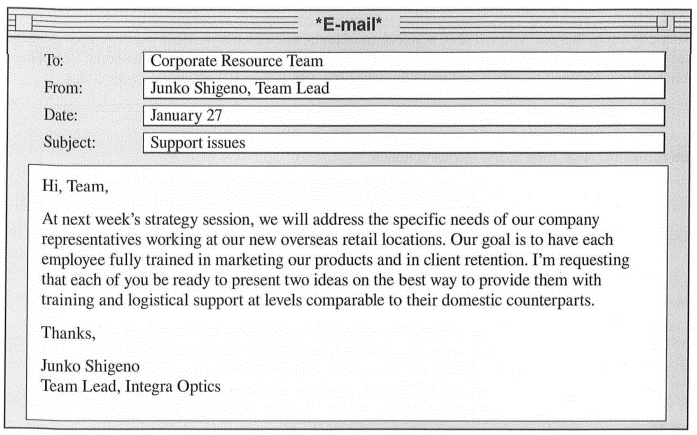 *E-mail*
To: Corporate Resource Team
From: Junko Shigeno, Team Lead
Date: January 27
Subject: Support issues
Hi, Team,
At next week's strategy session, we will address the specific needs of our company
representatives working at our new overseas retail locations. Our goal is to have each
employee fully trained in marketing our products and in client retention. I'm requesting
that each of you be ready to present two ideas on the best way to provide them with
training and logistical support at levels comparable to their domestic counterparts.
Thanks,
Junko Shigeno
Team Lead, Integra Optics